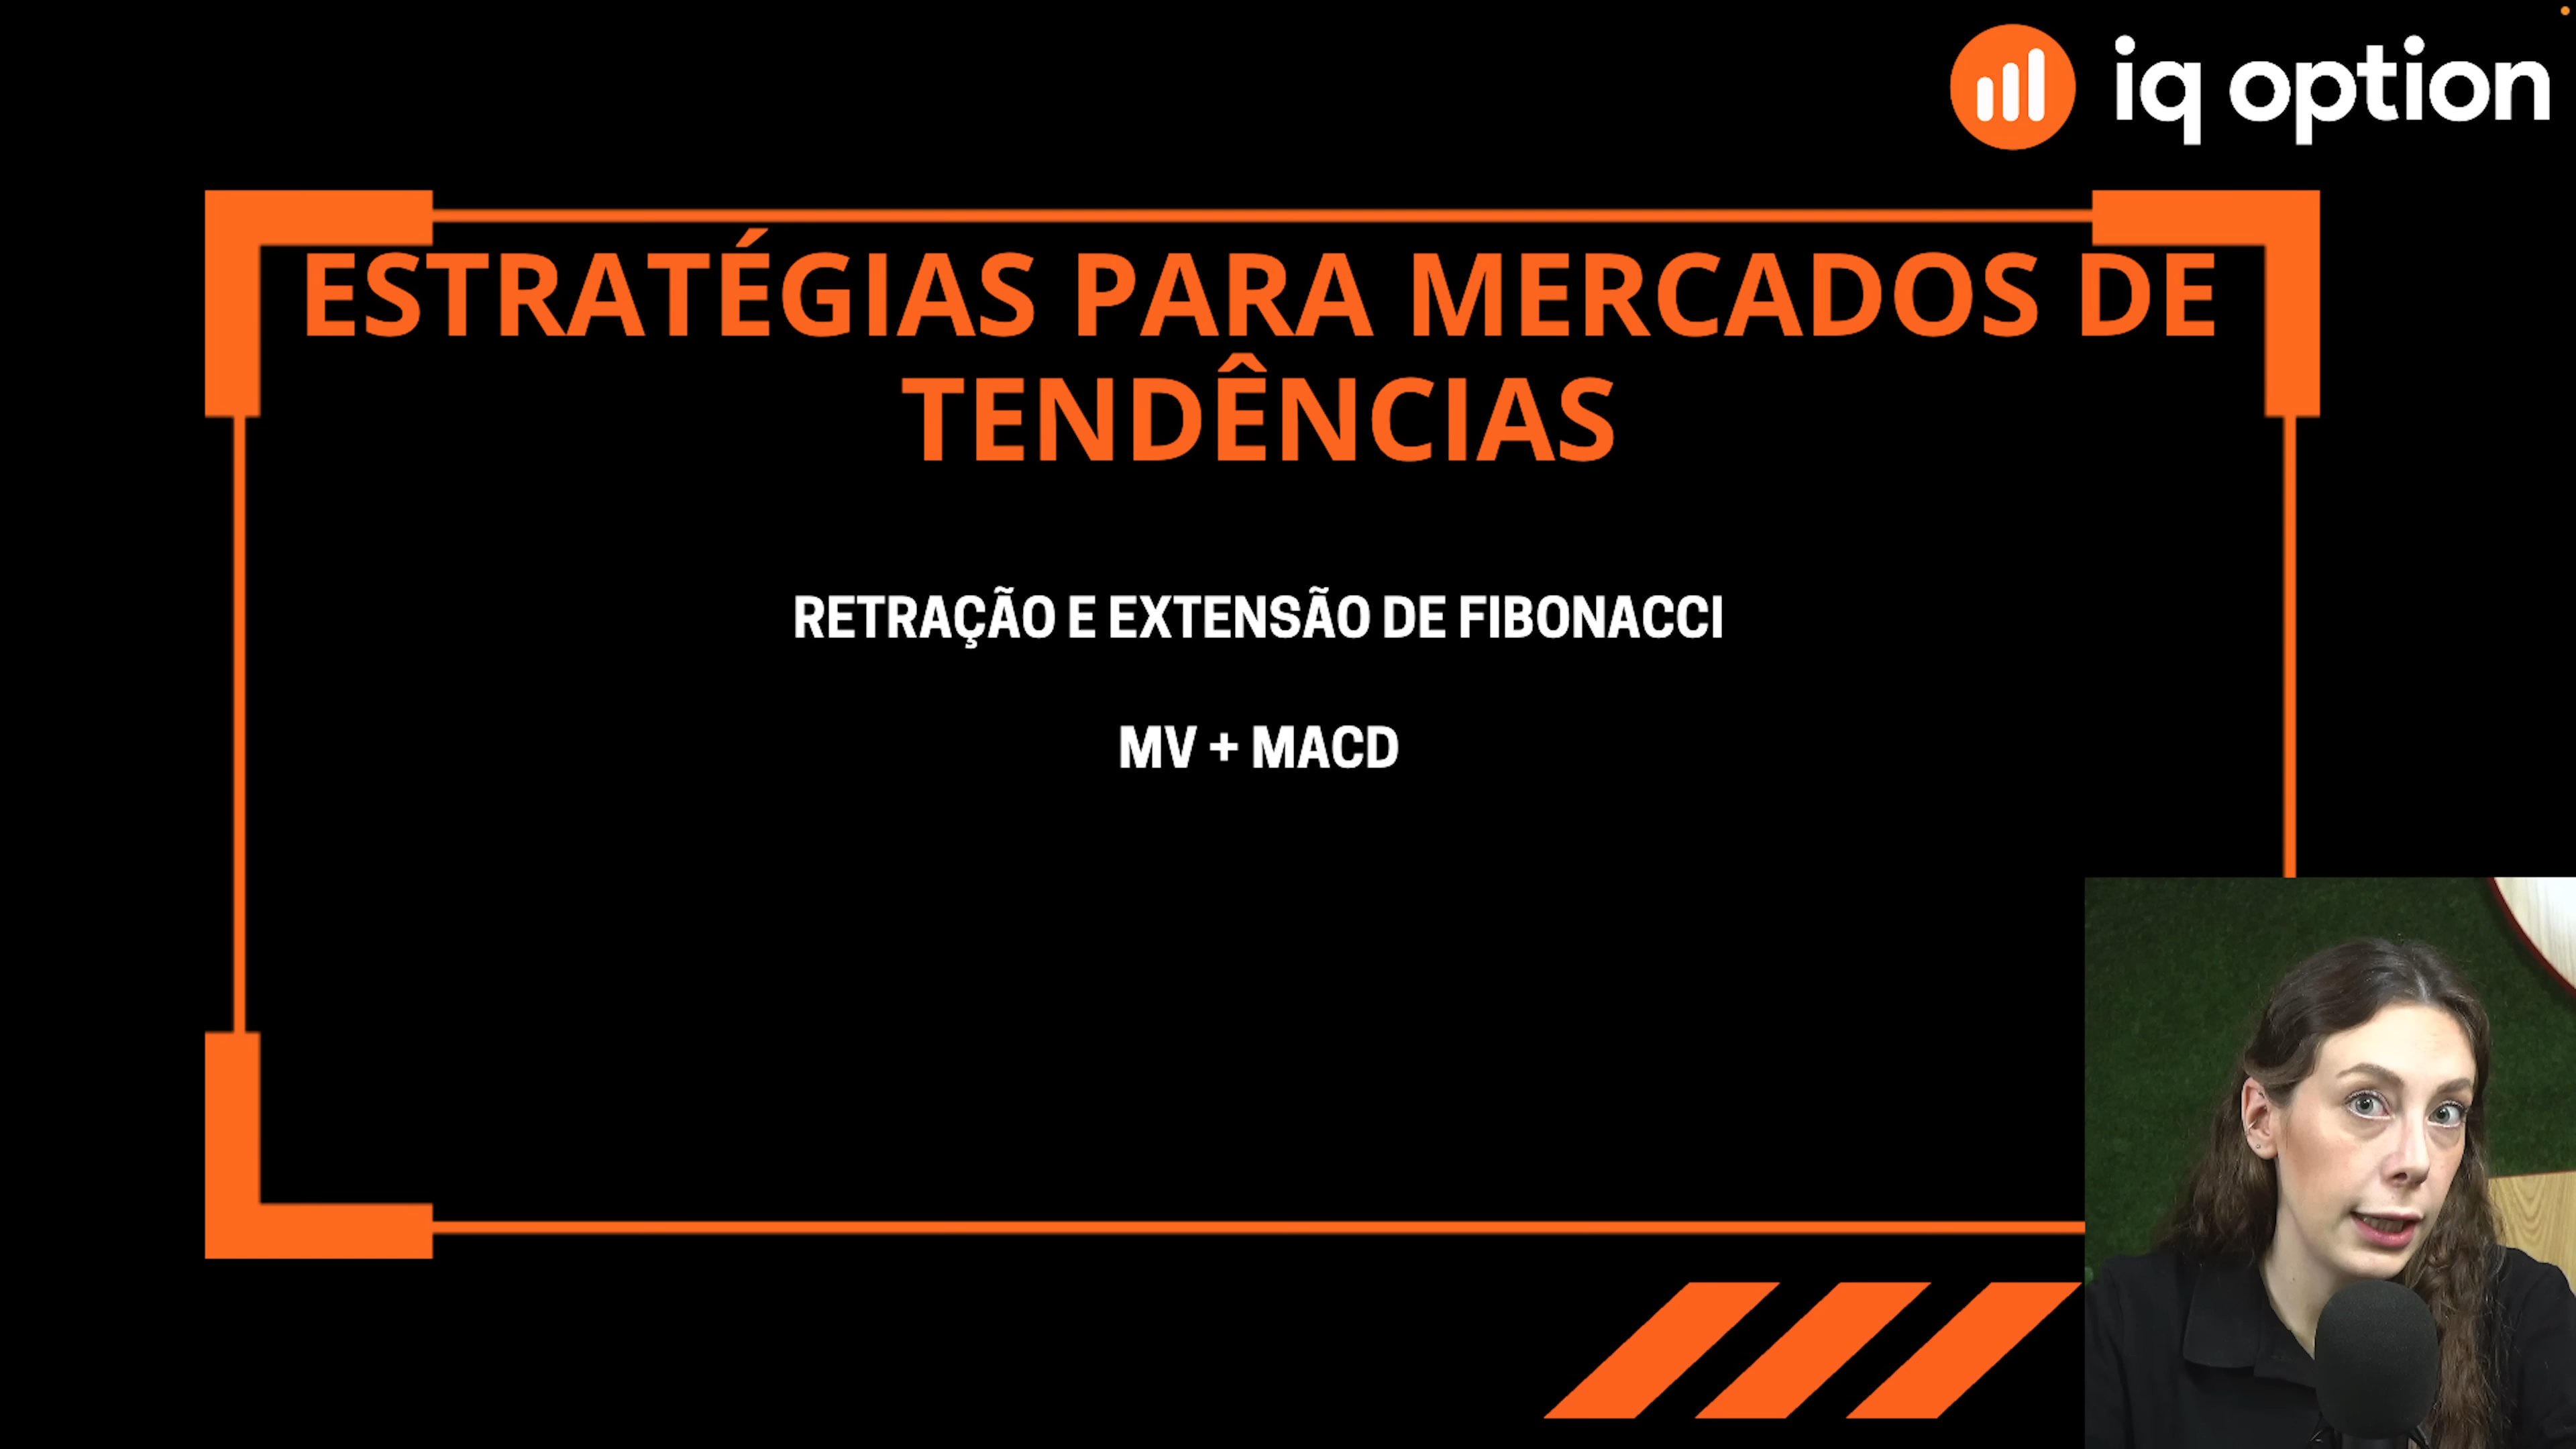 iq option
ESTRATÉGIAS PARA MERCADOS DE
TENDÊNCIAS
RETRAÇÃO E EXTENSÃO DE FIBONACCI
MV + MACD